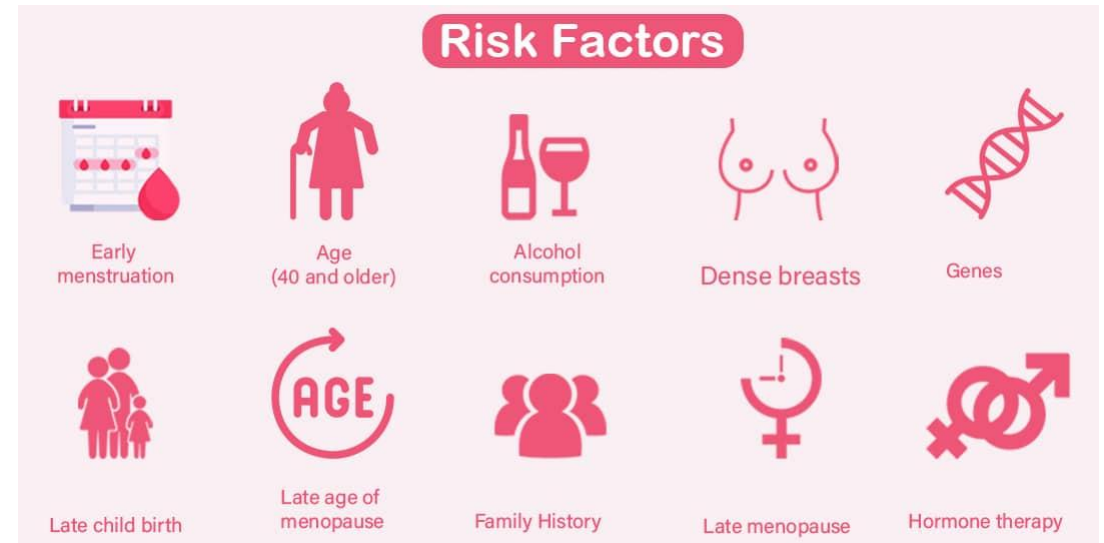 Risk Factors
Early
menstruation
Age
(40 and older)
Alcohol
consumption
Dense breasts
Genes
Late child birth
AGE
Late age of
menopause
Family History
Late menopause
Hormone therapy